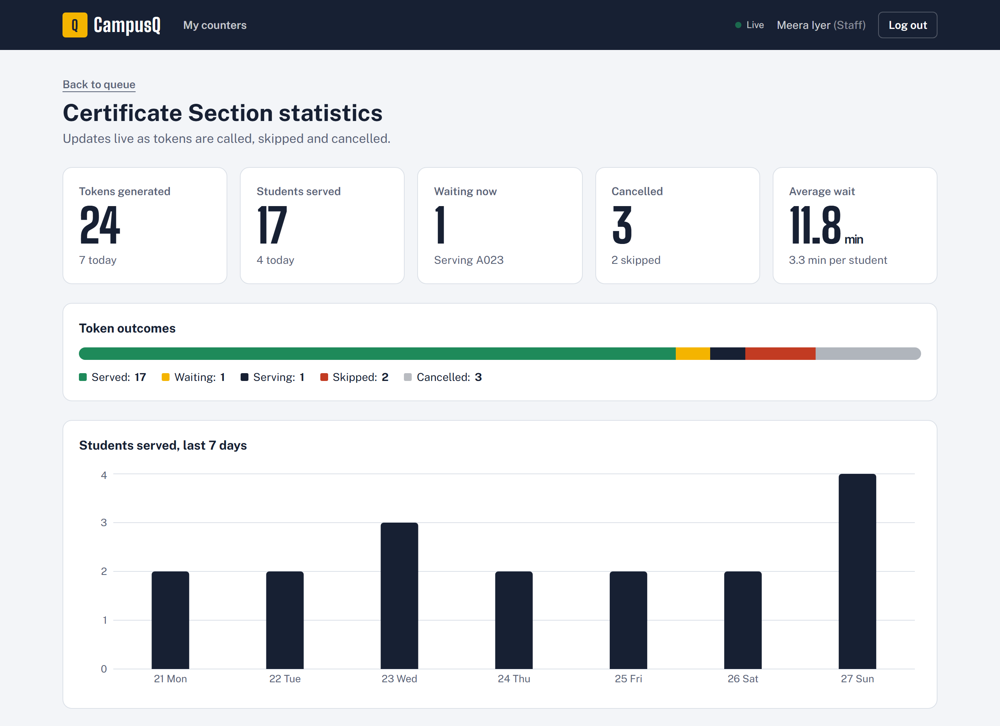 Q CampusQ My counters Live Meera Iyer (Staff) Log out
Back to queue
Certificate Section statistics
Updates live as tokens are called, skipped and cancelled.
Tokens generated
24
7 today
Students served
17
4 today
Waiting now
1
Serving A023
Cancelled
3
2 skipped
Average wait
11.8 min
3.3 min per student
Token outcomes
Served: 17 Waiting: 1 Serving: 1 Skipped: 2 Cancelled: 3
Students served, last 7 days
4
3
2
1
0
21 Mon 22 Tue 23 Wed 24 Thu 25 Fri 26 Sat 27 Sun